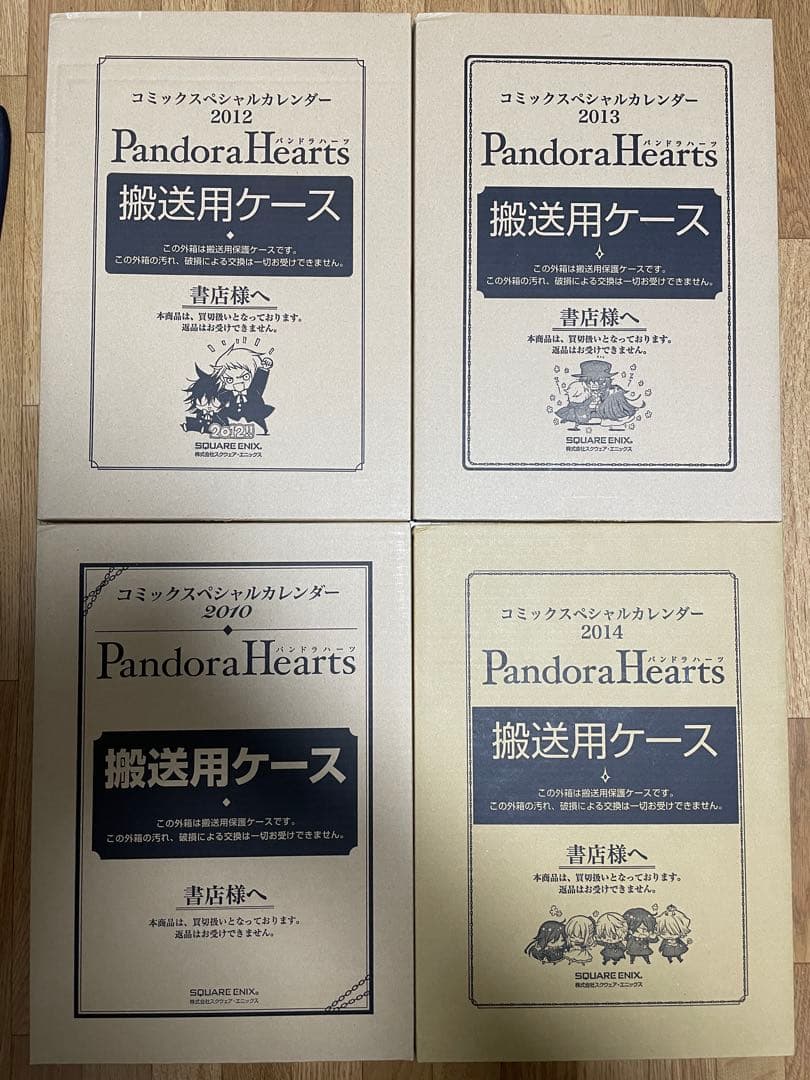 コミックスペシャルカレンダー
2012
パンドラハーツ
PandoraHearts
搬送用ケース
この外箱は搬送用保護ケースです。
この外箱の汚れ、破損による交換は一切お受けできません。
書店様へ
本商品は、買切扱いとなっております。
返品はお受けできません。
2012!!
SQUARE ENIX®
株式会社スクウェア・エニックス
コミックスペシャルカレンダー
2013
パンドラハーツ
PandoraHearts
搬送用ケース
この外箱は搬送用保護ケースです。
この外箱の汚れ、破損による交換は一切お受けできません。
書店様へ
本商品は、買切扱いとなっております。
返品はお受けできません。
SQUARE ENIX®
株式会社スクウェア・エニックス
コミックスペシャルカレンダー
2010
パンドラハーツ
PandoraHearts
搬送用ケース
この外箱は搬送用保護ケースです。
この外箱の汚れ、破損による交換は一切お受けできません。
書店様へ
本商品は、買切扱いとなっております。
返品はお受けできません。
SQUARE ENIX®
株式会社スクウェア・エニックス
コミックスペシャルカレンダー
2014
パンドラハーツ
PandoraHearts
搬送用ケース
この外箱は搬送用保護ケースです。
この外箱の汚れ、破損による交換は一切お受けできません。
書店様へ
本商品は、買切扱いとなっております。
返品はお受けできません。
SQUARE ENIX®
株式会社スクウェア・エニックス